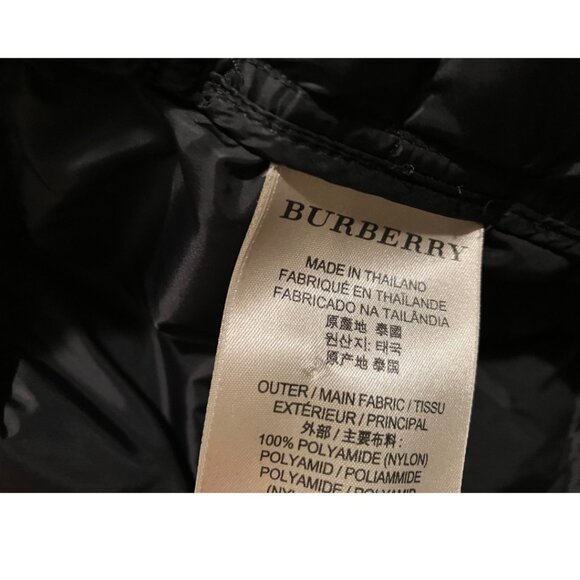 BURBERRY
MADE IN THAILAND
FABRIQUÉ EN THAÏLANDE
FABRICADO NA TAILÂNDIA
原產地 泰國
원산지: 태국
原产地 泰国
OUTER / MAIN FABRIC / TISSU
EXTÉRIEUR / PRINCIPAL
外部 / 主要布料:
100% POLYAMIDE (NYLON)
POLYAMID / POLIAMMIDE
POLYAMIDE / POLYAMID